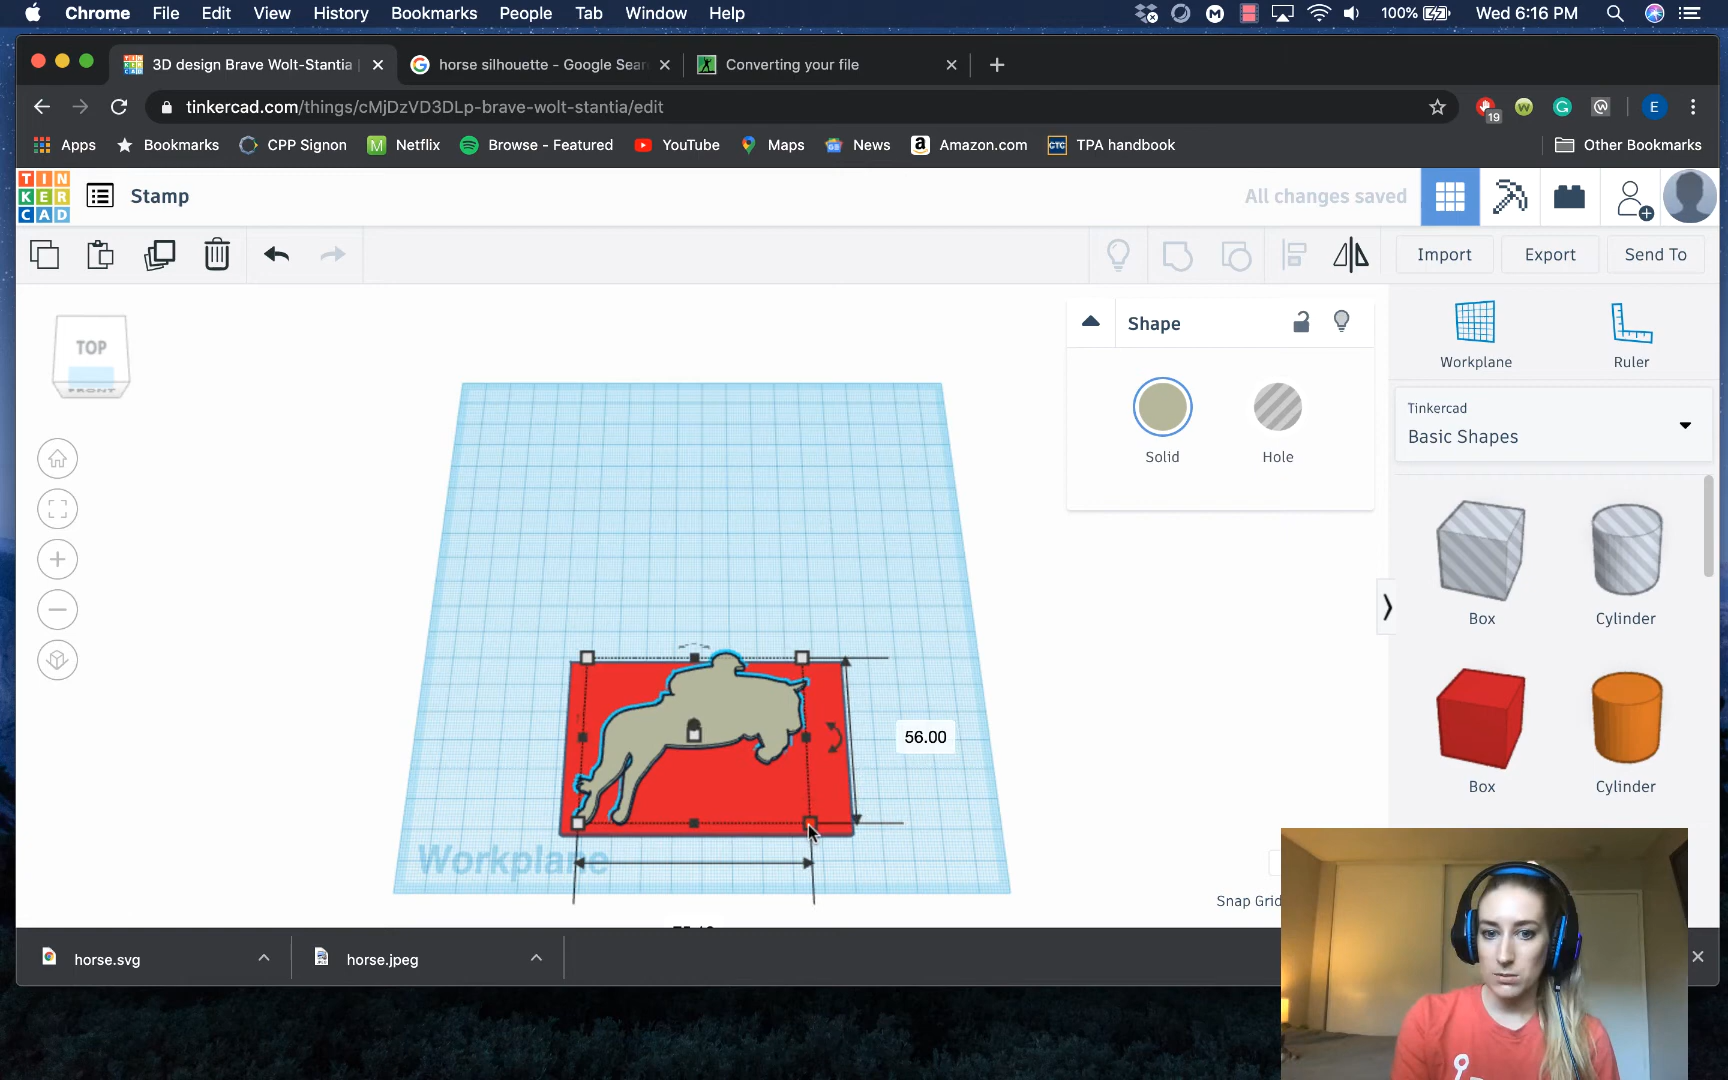 Chrome File Edit View History Bookmarks People Tab Window Help 100% Wed 6:16 PM
3D design Brave Wolt-Stantia horse silhouette - Google Sear Converting your file
tinkercad.com/things/cMjDzVD3DLp-brave-wolt-stantia/edit 19 E
Apps Bookmarks CPP Signon Netflix Browse - Featured YouTube Maps News Amazon.com CTC TPA handbook Other Bookmarks
TIN
KER
CAD
Stamp All changes saved
Import Export Send To
TOP
FRONT
Shape
Solid Hole
Workplane Ruler
Tinkercad
Basic Shapes
Box Cylinder
Box Cylinder
56.00
Workplane
Snap Grid
horse.svg horse.jpeg